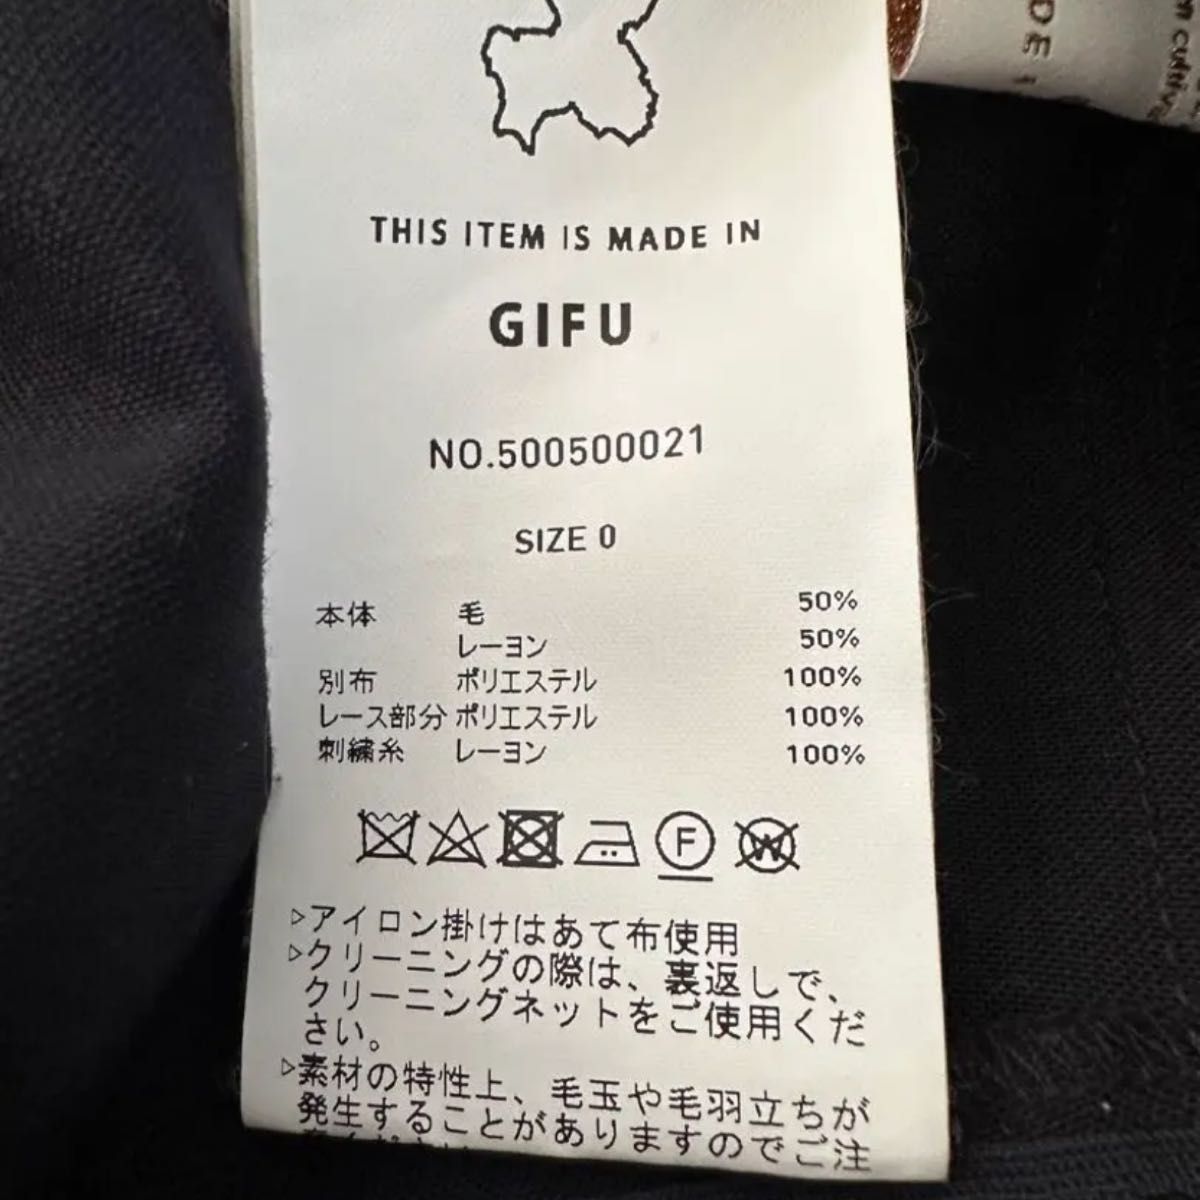 THIS ITEM IS MADE IN
GIFU
NO.500500021
SIZE 0
本体 毛 50%
レーヨン 50%
別布 ポリエステル 100%
レース部分 ポリエステル 100%
刺繍糸 レーヨン 100%
F W
▷アイロン掛けはあて布使用
▷クリーニングの際は、裏返しで、
クリーニングネットをご使用くだ
さい。
▷素材の特性上、毛玉や毛羽立ちが
発生することがありますのでご注
DE